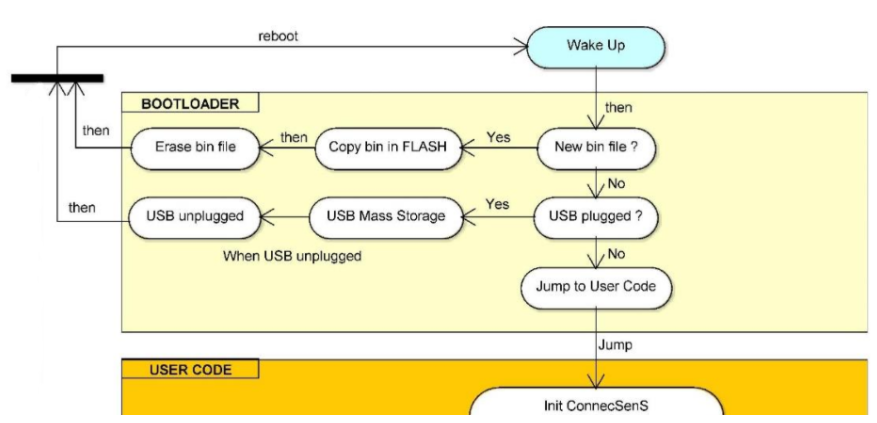 reboot
Wake Up
BOOTLOADER
then
then
Erase bin file
then
Copy bin in FLASH
Yes
New bin file ?
No
then
USB unplugged
USB Mass Storage
Yes
USB plugged ?
When USB unplugged
No
Jump to User Code
Jump
USER CODE
Init ConnecSenS